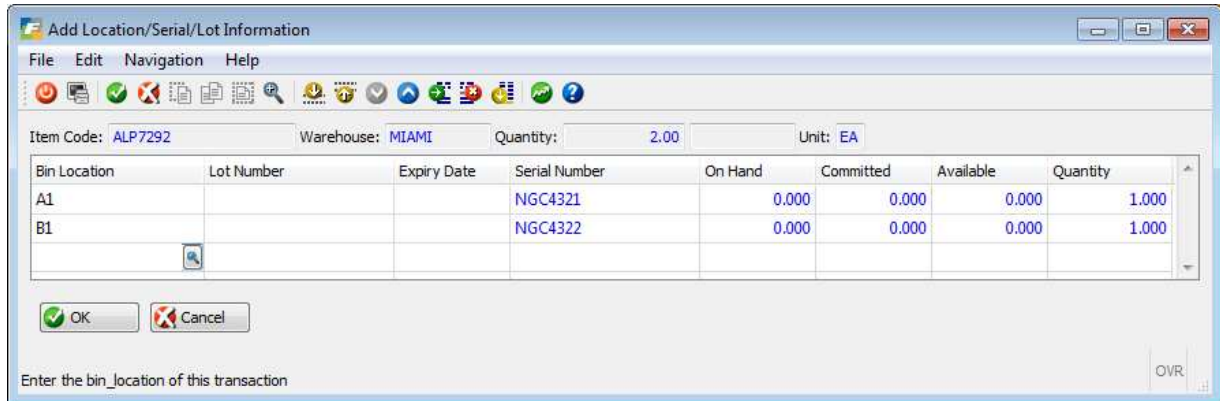 Add Location/Serial/Lot Information
File Edit Navigation Help
Item Code: ALP7292 Warehouse: MIAMI Quantity: 2.00 Unit: EA
Bin Location Lot Number Expiry Date Serial Number On Hand Committed Available Quantity
A1 NGC4321 0.000 0.000 0.000 1.000
B1 NGC4322 0.000 0.000 0.000 1.000
OK Cancel
Enter the bin_location of this transaction OVR